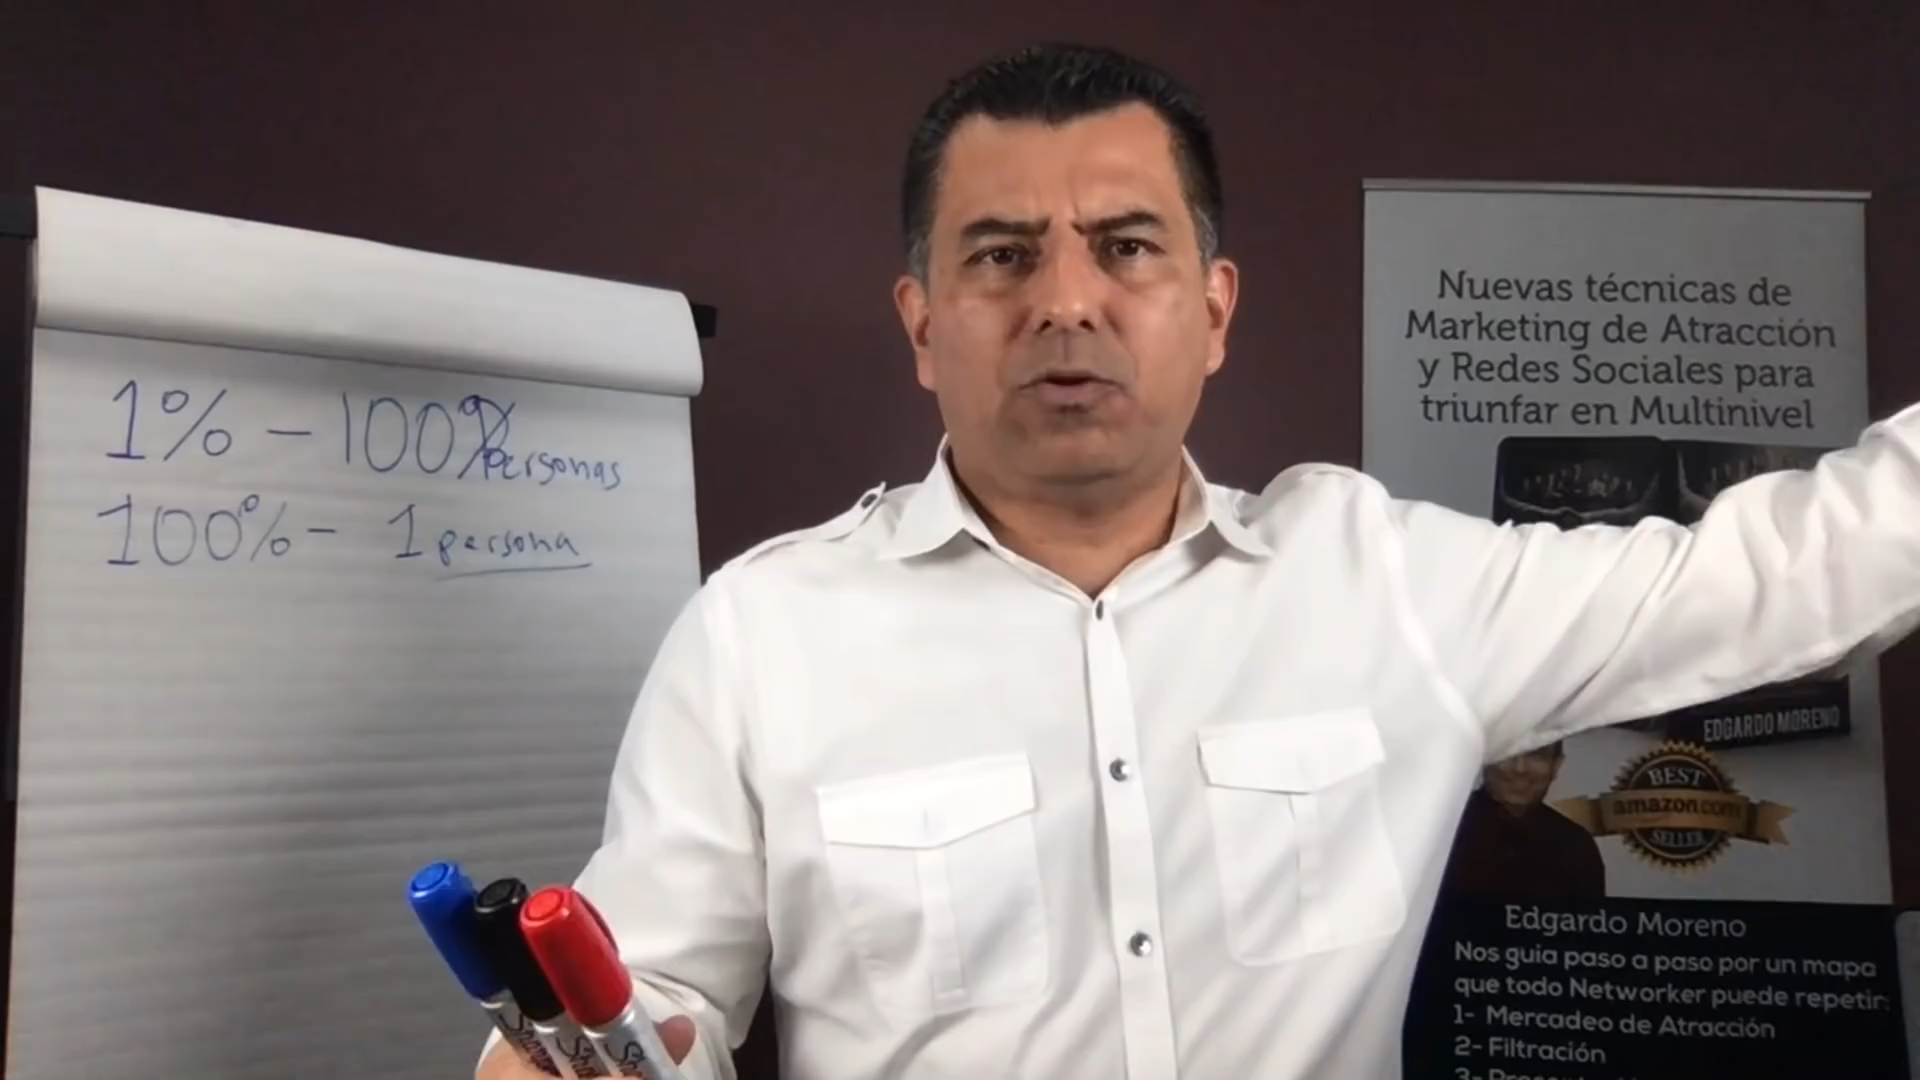 1% - 100% personas
100% - 1 persona
Nuevas técnicas de
Marketing de Atracción
y Redes Sociales para
triunfar en Multinivel
EDGARDO MORENO
BEST
amazon.com
SELLER
Edgardo Moreno
Nos guia paso a paso por un mapa
que todo Networker puede repetir:
1- Mercadeo de Atracción
2- Filtración